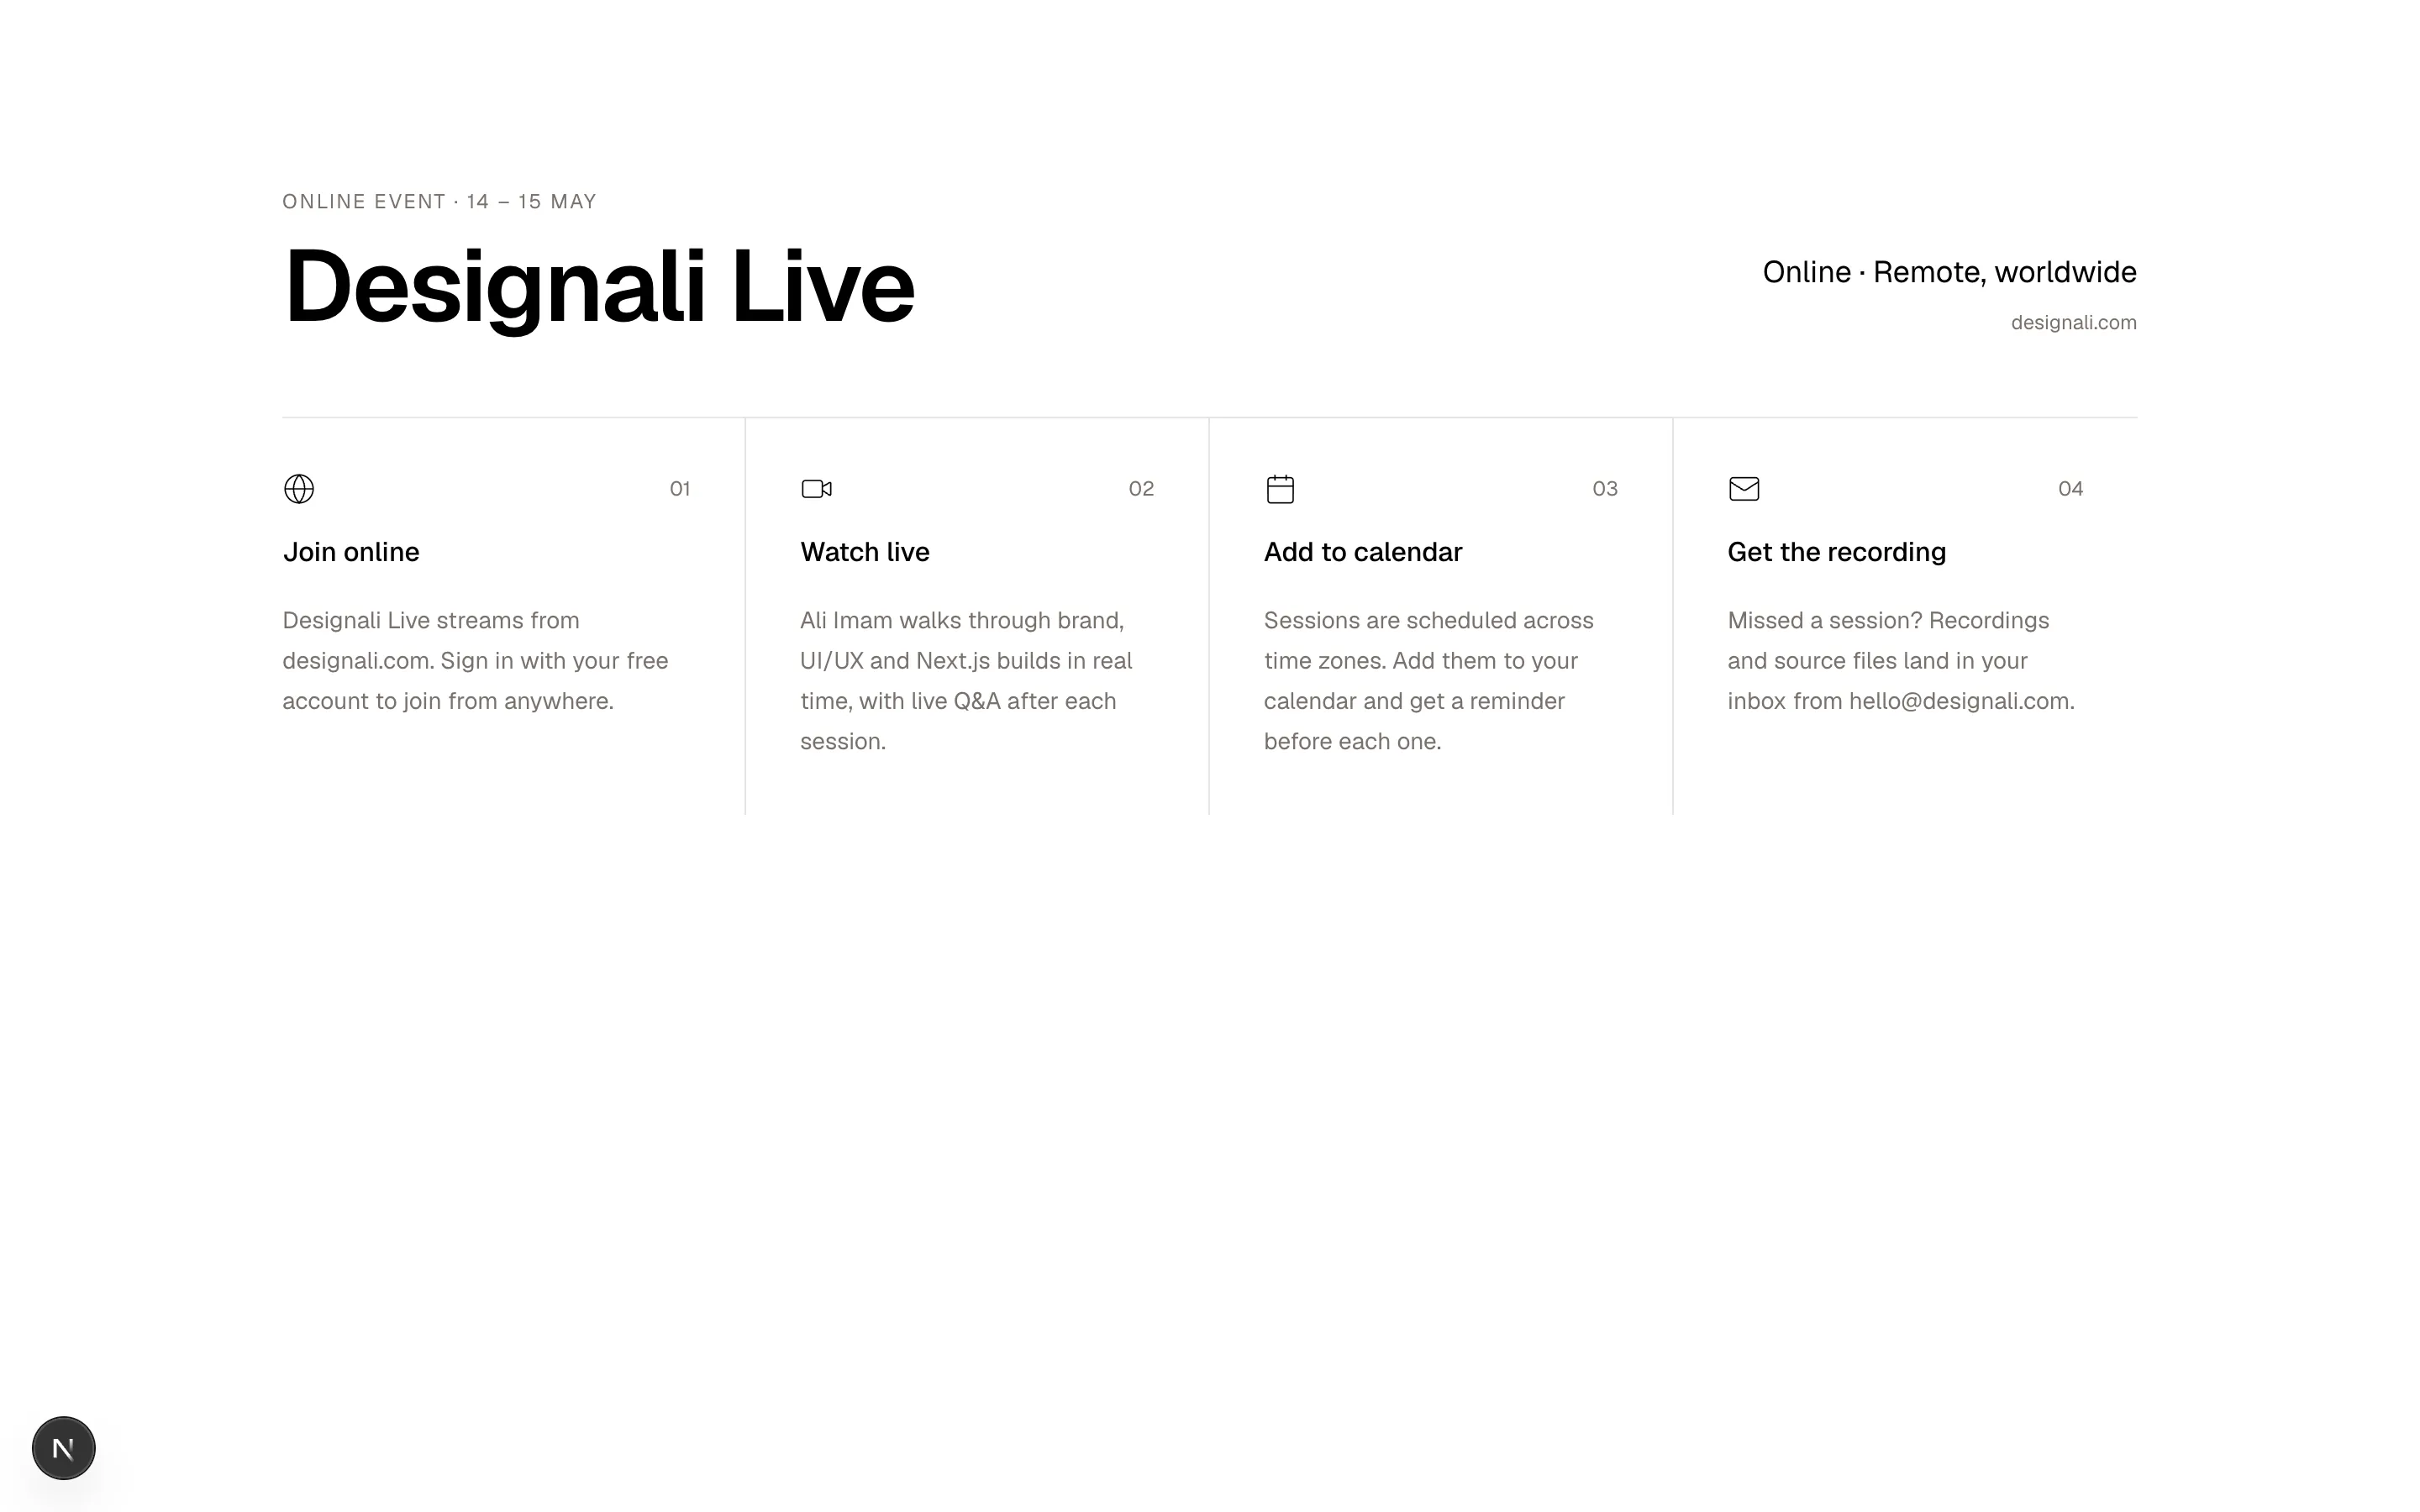 ONLINE EVENT · 14 – 15 MAY
Designali Live
Online · Remote, worldwide
designali.com
01
Join online
Designali Live streams from
designali.com. Sign in with your free
account to join from anywhere.
02
Watch live
Ali Imam walks through brand,
UI/UX and Next.js builds in real
time, with live Q&A after each
session.
03
Add to calendar
Sessions are scheduled across
time zones. Add them to your
calendar and get a reminder
before each one.
04
Get the recording
Missed a session? Recordings
and source files land in your
inbox from hello@designali.com.
N